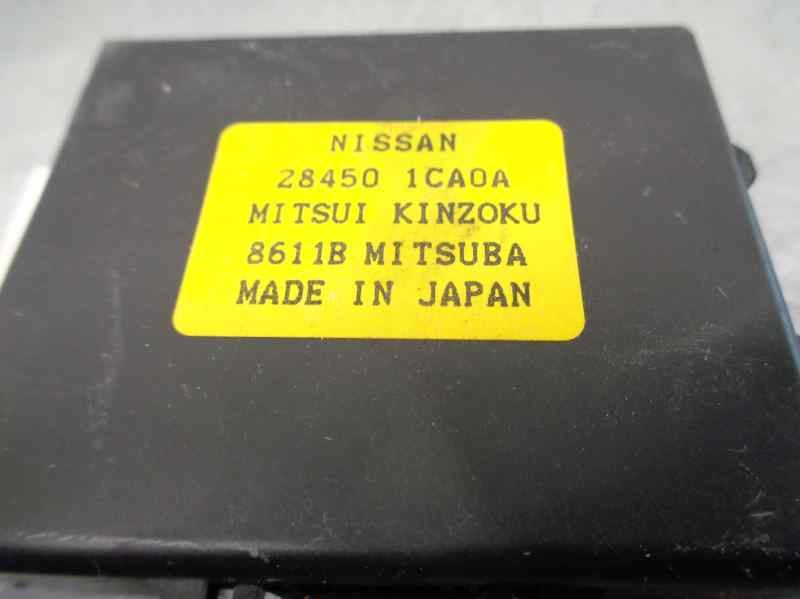 NISSAN
28450 1CA0A
MITSUI KINZOKU
8611B MITSUBA
MADE IN JAPAN